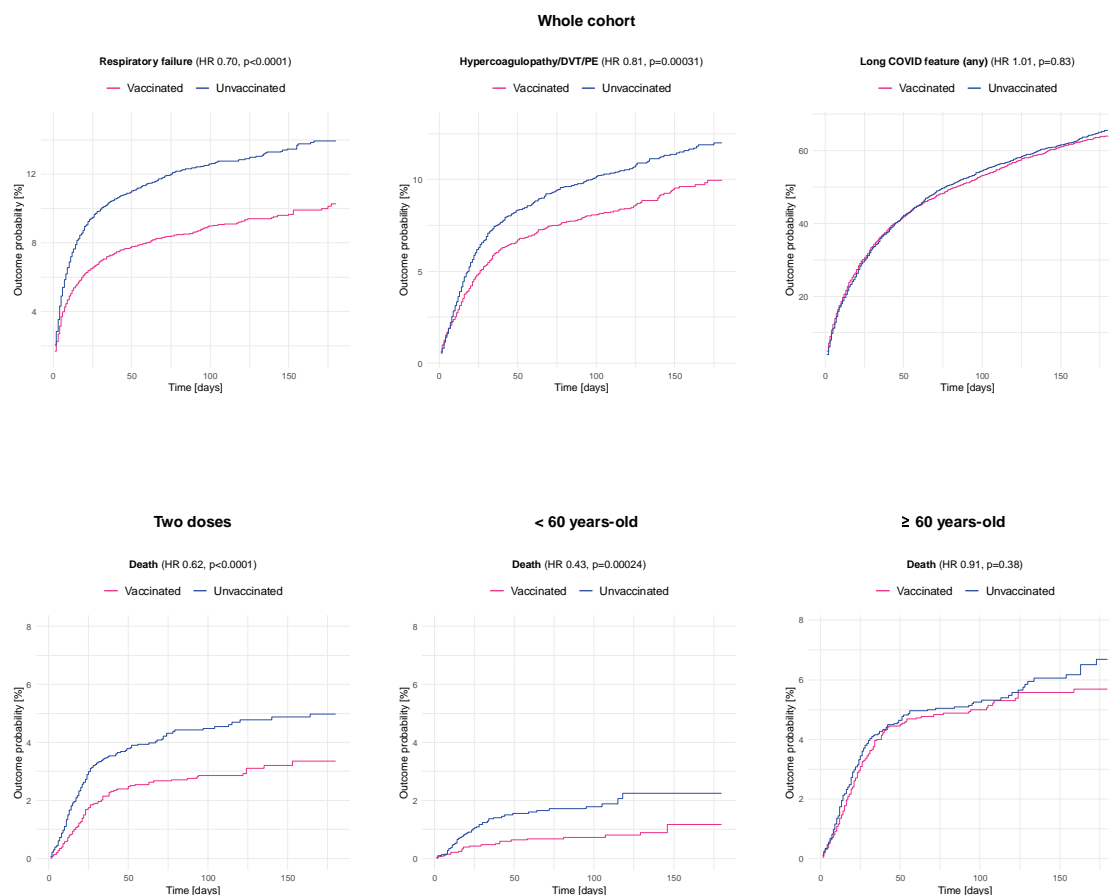 Whole cohort
Respiratory failure (HR 0.70, p<0.0001)
Vaccinated Unvaccinated
Outcome probability [%]
12
8
4
0 50 100 150
Time [days]
Hypercoagulopathy/DVT/PE (HR 0.81, p=0.00031)
Vaccinated Unvaccinated
Outcome probability [%]
10
5
0
0 50 100 150
Time [days]
Long COVID feature (any) (HR 1.01, p=0.83)
Vaccinated Unvaccinated
Outcome probability [%]
60
40
20
0 50 100 150
Time [days]
Two doses
Death (HR 0.62, p<0.0001)
Vaccinated Unvaccinated
Outcome probability [%]
8
6
4
2
0
0 50 100 150
Time [days]
< 60 years-old
Death (HR 0.43, p=0.00024)
Vaccinated Unvaccinated
Outcome probability [%]
8
6
4
2
0
0 50 100 150
Time [days]
≥ 60 years-old
Death (HR 0.91, p=0.38)
Vaccinated Unvaccinated
Outcome probability [%]
8
6
4
2
0
0 50 100 150
Time [days]